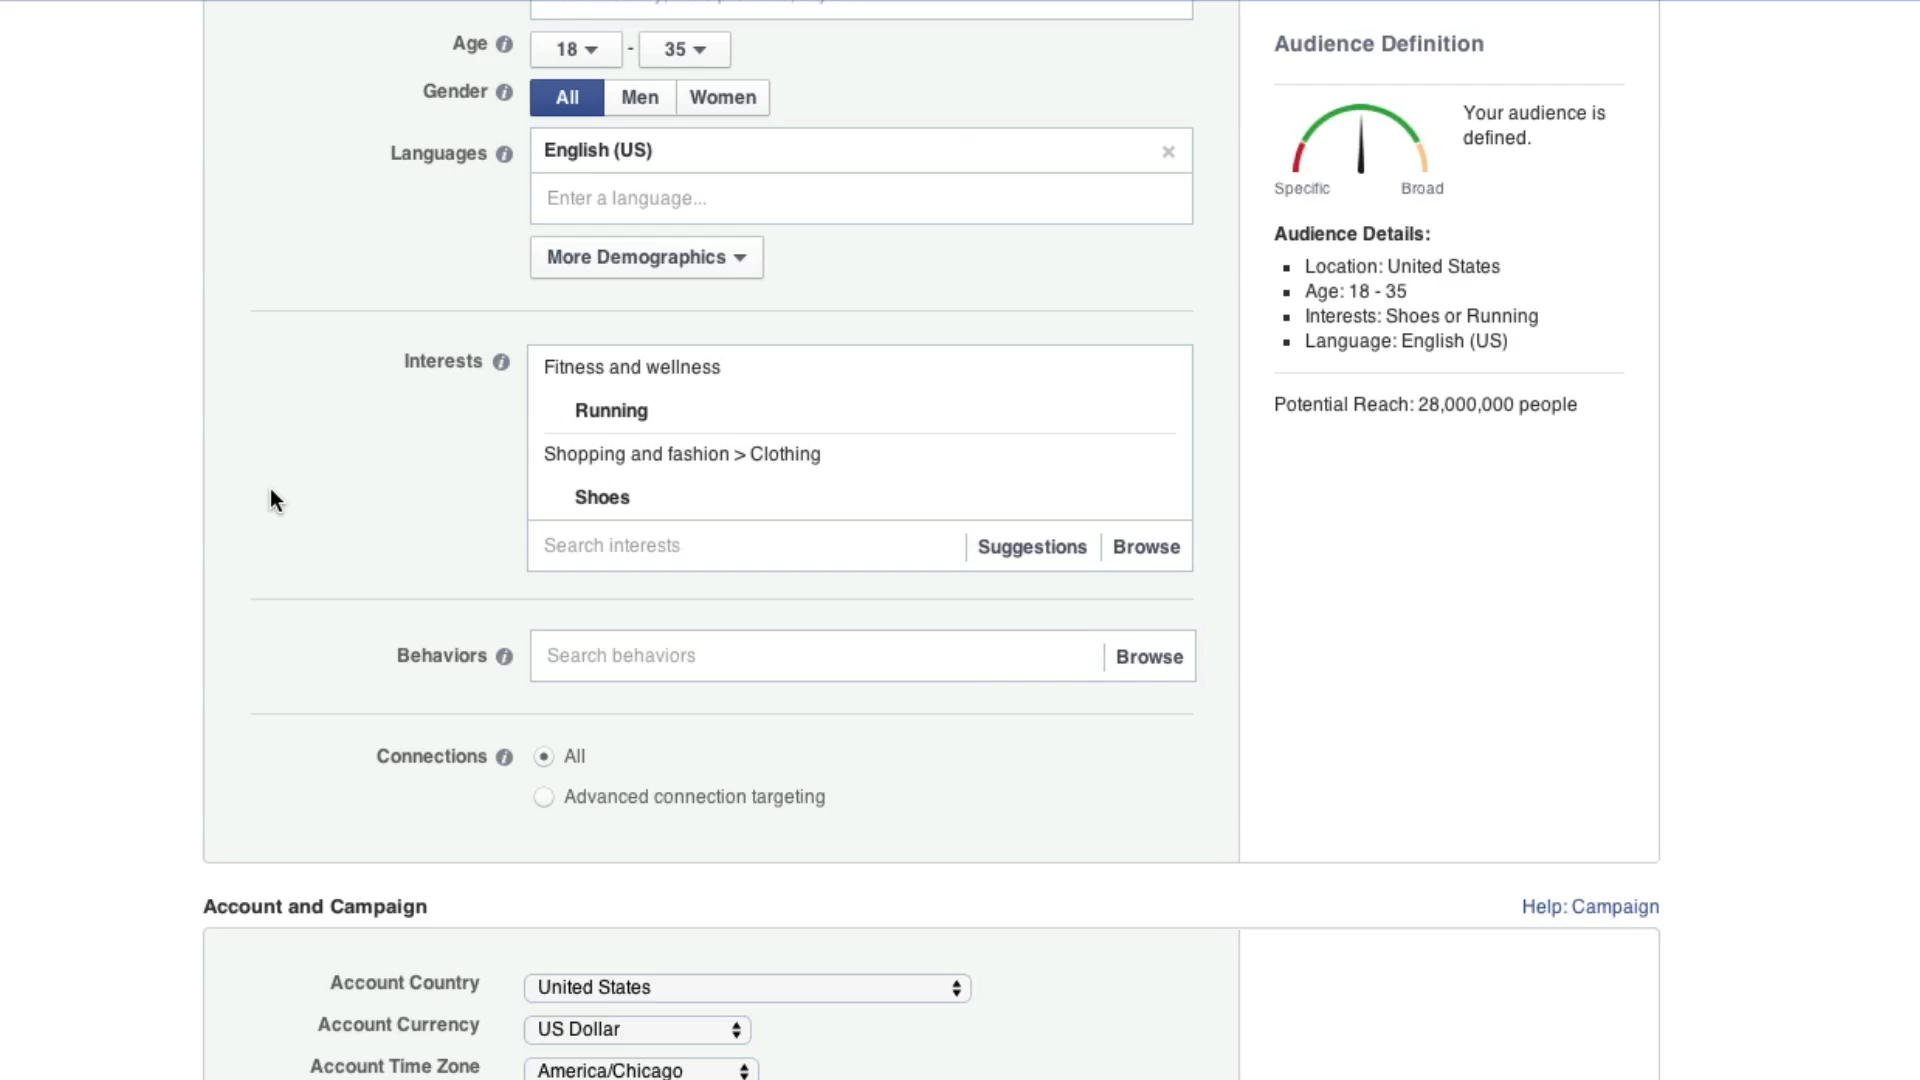 Age
18 - 35
Gender
All Men Women
Languages
English (US)
Enter a language...
More Demographics
Interests
Fitness and wellness
Running
Shopping and fashion > Clothing
Shoes
Search interests Suggestions Browse
Behaviors
Search behaviors Browse
Connections
All
Advanced connection targeting
Audience Definition
Your audience is
defined.
Specific Broad
Audience Details:
Location: United States
Age: 18 - 35
Interests: Shoes or Running
Language: English (US)
Potential Reach: 28,000,000 people
Account and Campaign
Help: Campaign
Account Country United States
Account Currency US Dollar
Account Time Zone America/Chicago